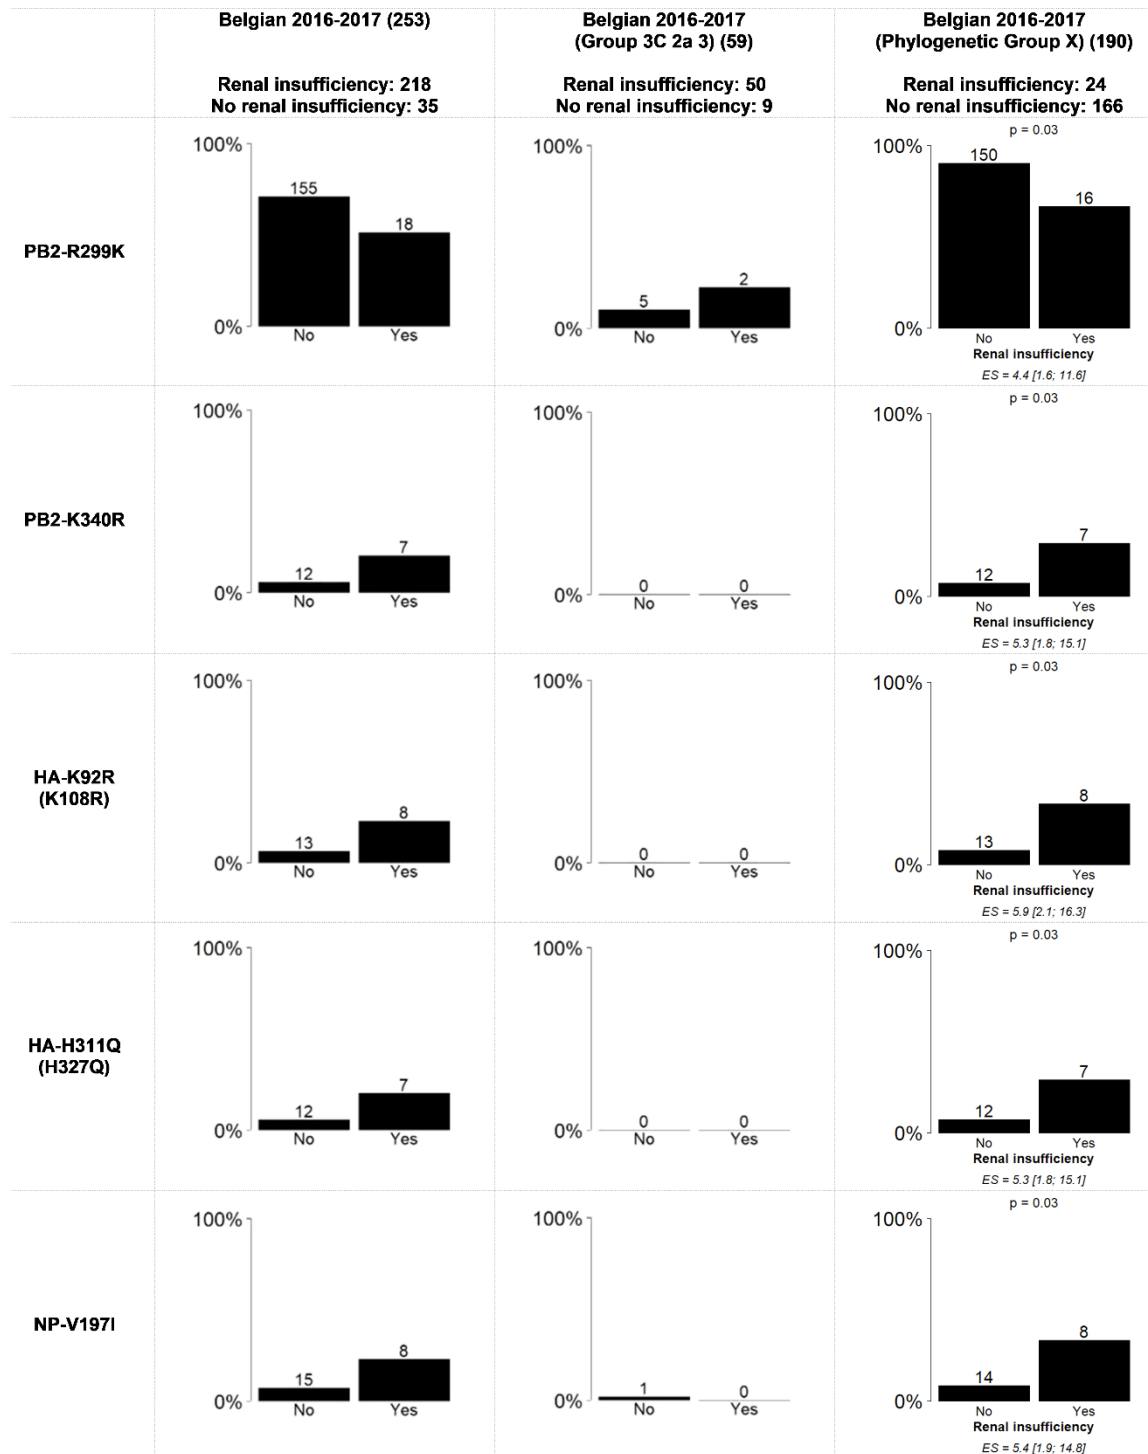 Belgian 2016-2017 (253)
Renal insufficiency: 218
No renal insufficiency: 35
Belgian 2016-2017
(Group 3C 2a 3) (59)
Renal insufficiency: 50
No renal insufficiency: 9
Belgian 2016-2017
(Phylogenetic Group X) (190)
Renal insufficiency: 24
No renal insufficiency: 166
PB2-R299K
100%
155
18
0%
No Yes
100%
5
2
0%
No Yes
p = 0.03
100%
150
16
0%
No Yes
Renal insufficiency
ES = 4.4 [1.6; 11.6]
PB2-K340R
100%
12
7
0%
No Yes
100%
0 0
0%
No Yes
p = 0.03
100%
12
7
0%
No Yes
Renal insufficiency
ES = 5.3 [1.8; 15.1]
HA-K92R
(K108R)
100%
13
8
0%
No Yes
100%
0 0
0%
No Yes
p = 0.03
100%
13
8
0%
No Yes
Renal insufficiency
ES = 5.9 [2.1; 16.3]
HA-H311Q
(H327Q)
100%
12
7
0%
No Yes
100%
0 0
0%
No Yes
p = 0.03
100%
12
7
0%
No Yes
Renal insufficiency
ES = 5.3 [1.8; 15.1]
NP-V197I
100%
15
8
0%
No Yes
100%
1 0
0%
No Yes
p = 0.03
100%
14
8
0%
No Yes
Renal insufficiency
ES = 5.4 [1.9; 14.8]